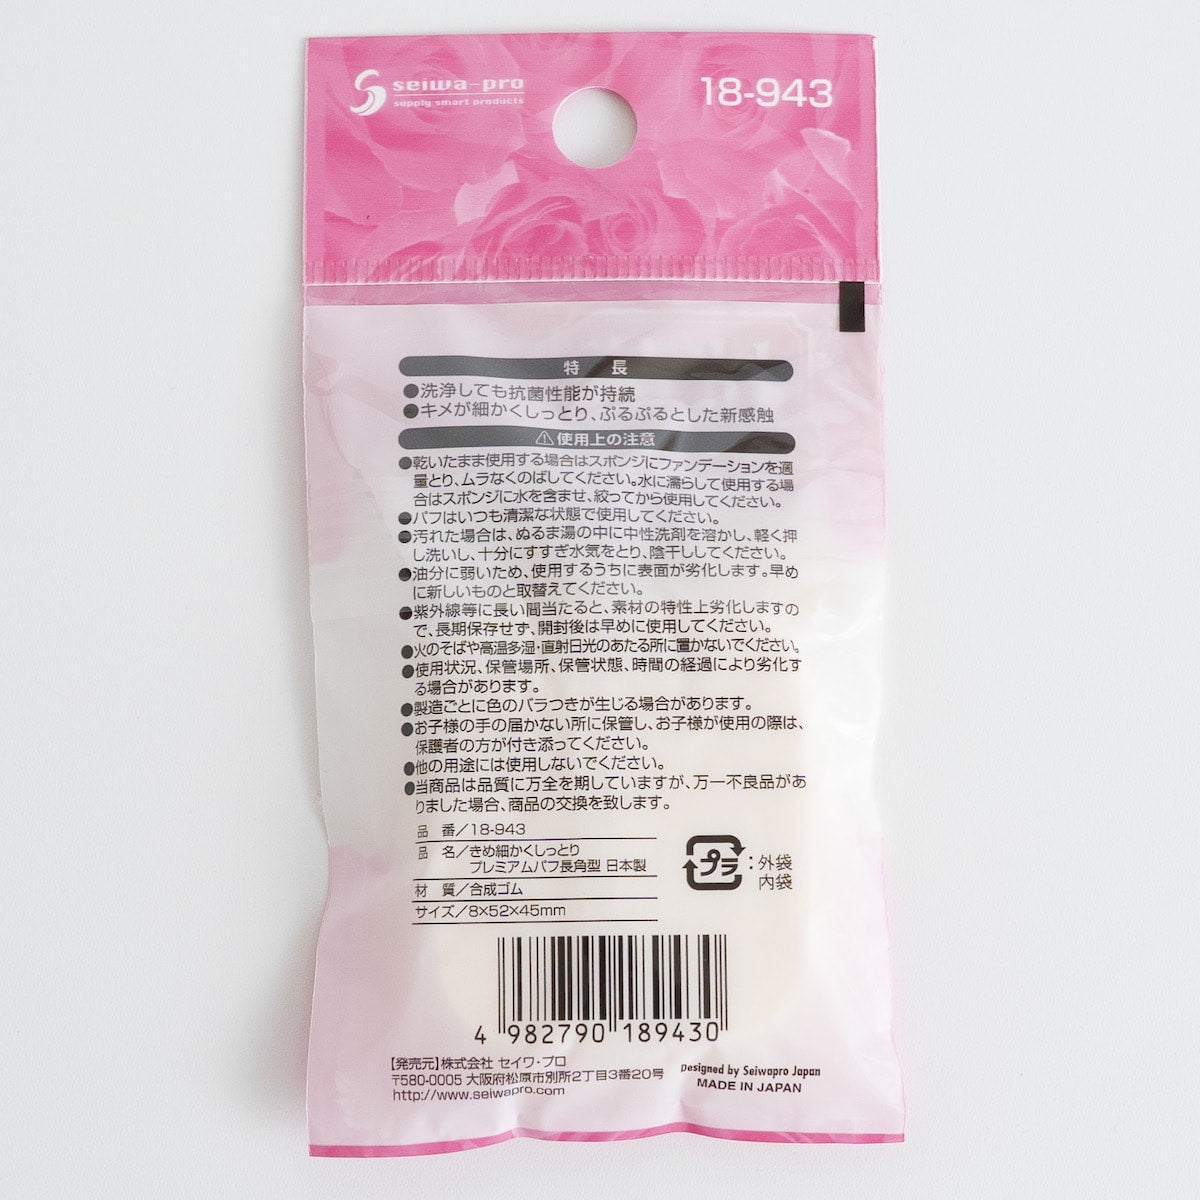 seiwa-pro
supply smart products
18-943
特 長
●洗浄しても抗菌性能が持続
●キメが細かくしっとり、ぷるぷるとした新感触
⚠使用上の注意
●乾いたまま使用する場合はスポンジにファンデーションを適
量とり、ムラなくのばしてください。水に濡らして使用する場
合はスポンジに水を含ませ、絞ってから使用してください。
●パフはいつも清潔な状態で使用してください。
●汚れた場合は、ぬるま湯の中に中性洗剤を溶かし、軽く押
し洗いし、十分にすすぎ水気をとり、陰干ししてください。
●油分に弱いため、使用するうちに表面が劣化します。早め
に新しいものと取替えてください。
●紫外線等に長い間当たると、素材の特性上劣化しますの
で、長期保存せず、開封後は早めに使用してください。
●火のそばや高温多湿・直射日光のあたる所に置かないでください。
●使用状況、保管場所、保管状態、時間の経過により劣化す
る場合があります。
●製造ごとに色のバラつきが生じる場合があります。
●お子様の手の届かない所に保管し、お子様が使用の際は、
保護者の方が付き添ってください。
●他の用途には使用しないでください。
●当商品は品質に万全を期していますが、万一不良品があ
りました場合、商品の交換を致します。
品 番/18-943
品 名/きめ細かくしっとり
プレミアムパフ長角型 日本製
材 質/合成ゴム
サイズ/8×52×45mm
プラ:外袋
内袋
4 982790 189430
【発売元】株式会社 セイワ・プロ
〒580-0005 大阪府松原市別所2丁目3番20号
http://www.seiwapro.com
Designed by Seiwapro Japan
MADE IN JAPAN